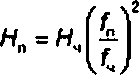 Hп = Hч (fп / fч)²